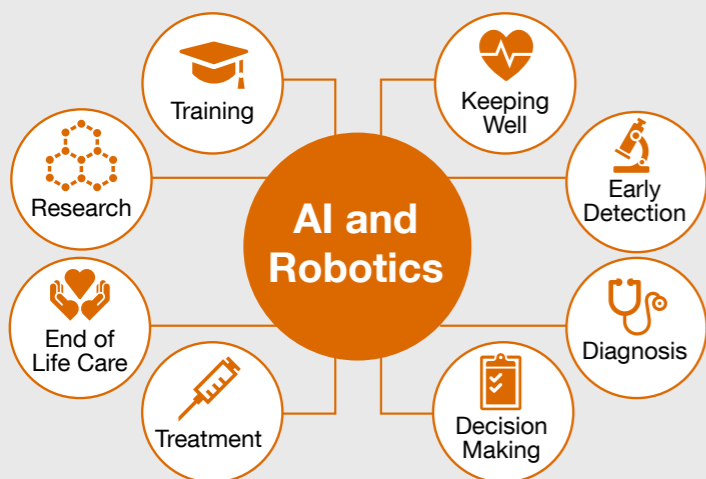 AI and
Robotics
Keeping
Well
Early
Detection
Diagnosis
Decision
Making
Treatment
End of
Life Care
Research
Training